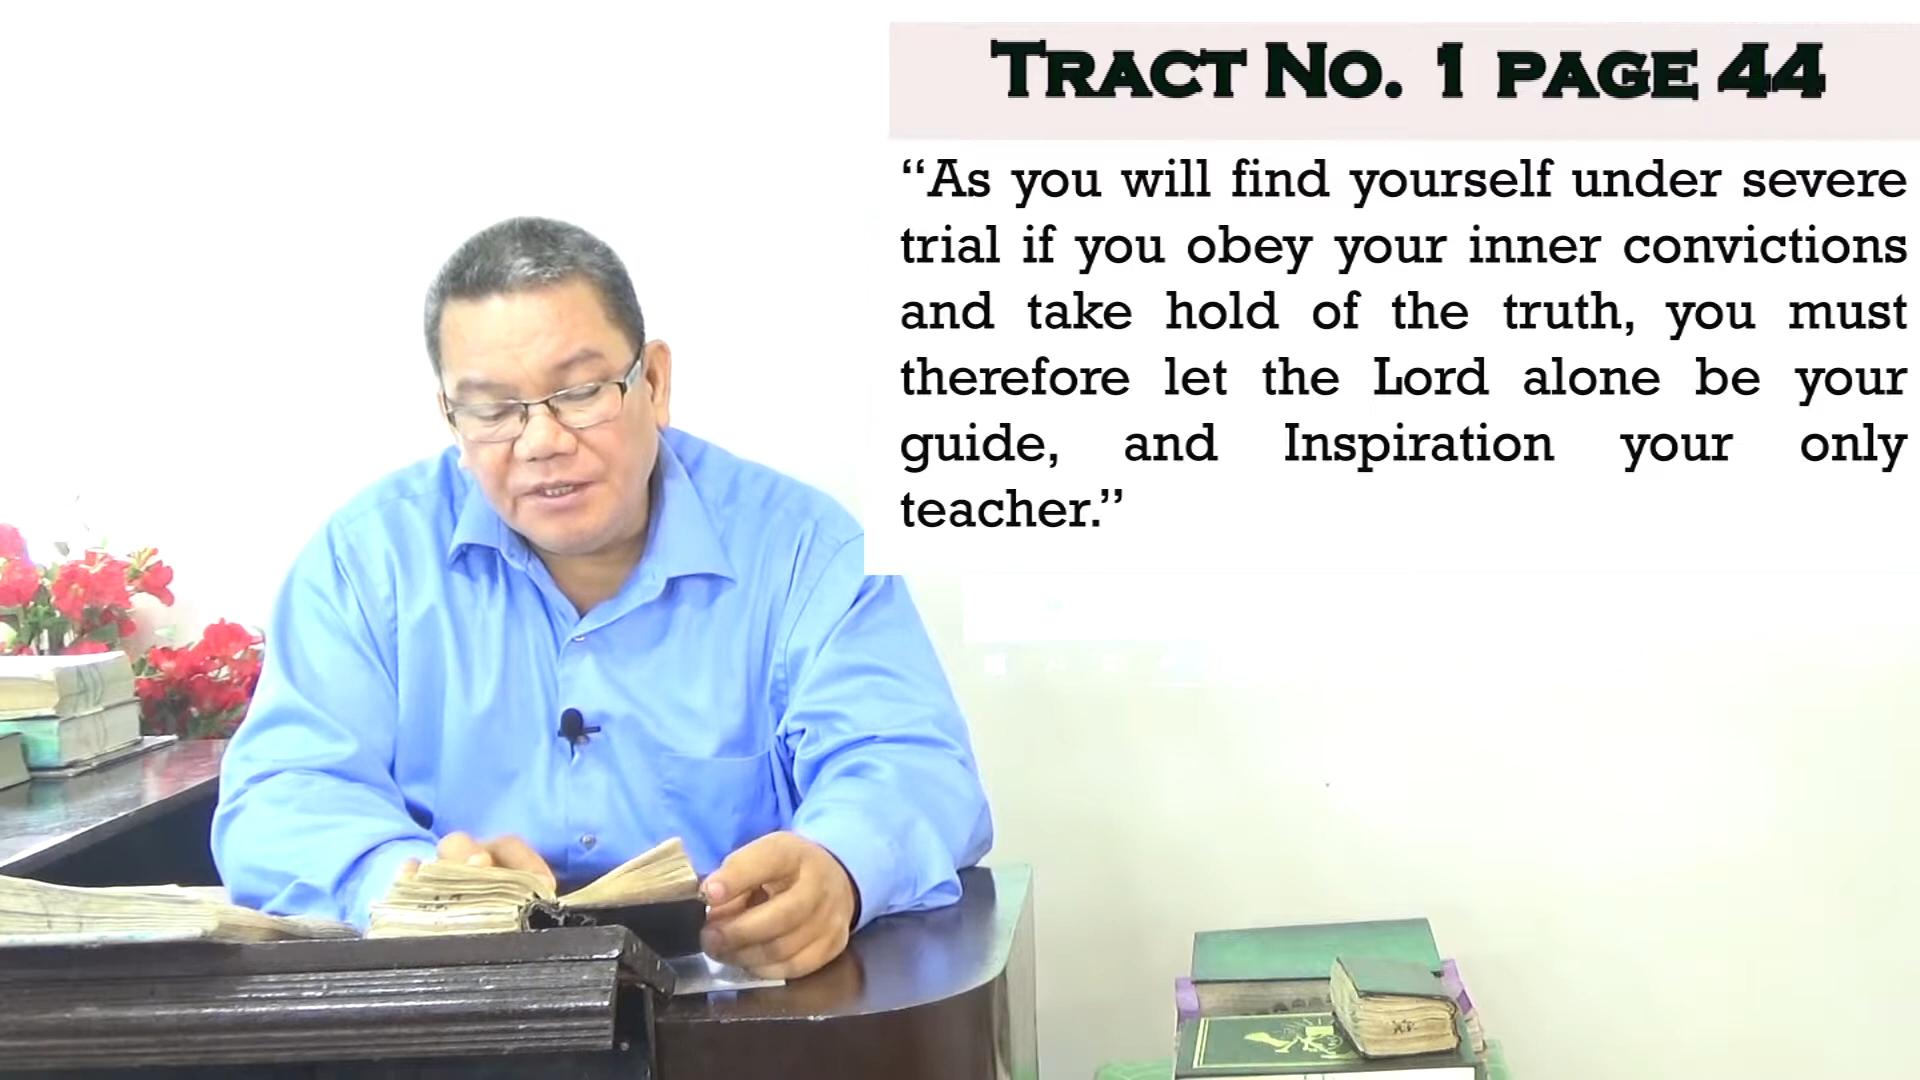 TRACT NO. 1 PAGE 44
“As you will find yourself under severe
trial if you obey your inner convictions
and take hold of the truth, you must
therefore let the Lord alone be your
guide, and Inspiration your only
teacher.”